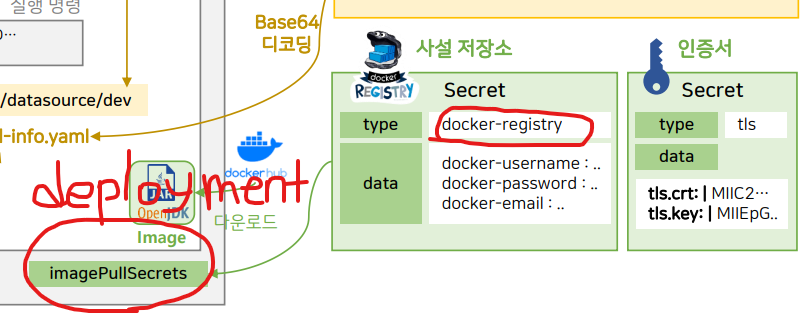 실행 명령
o…
Base64
디코딩
/datasource/dev
l-info.yaml
사설 저장소
docker
REGISTRY
Secret
type
docker-registry
data
docker-username : ..
docker-password : ..
docker-email : ..
인증서
Secret
type
tls
data
tls.crt: | MIIC2…
tls.key: | MIIEpG..
dockerhub
deployment
OpenJDK
Image
다운로드
imagePullSecrets